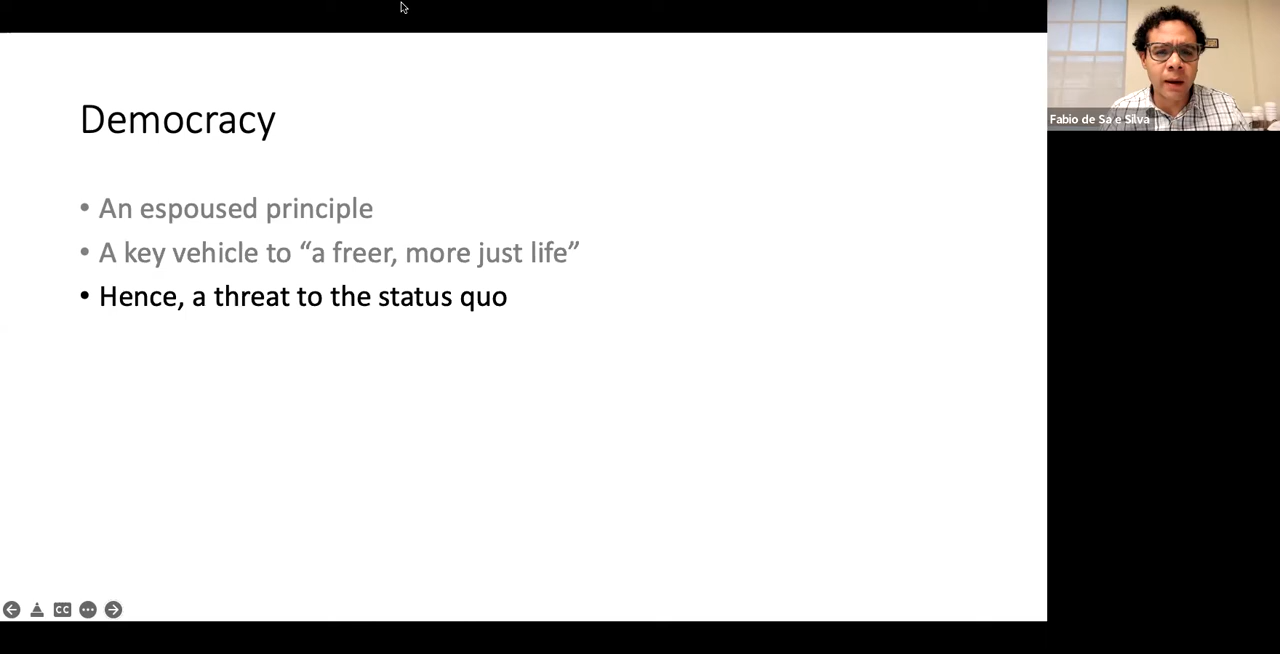 Democracy
• An espoused principle
• A key vehicle to “a freer, more just life”
• Hence, a threat to the status quo
Fabio de Sa e Silva
CC